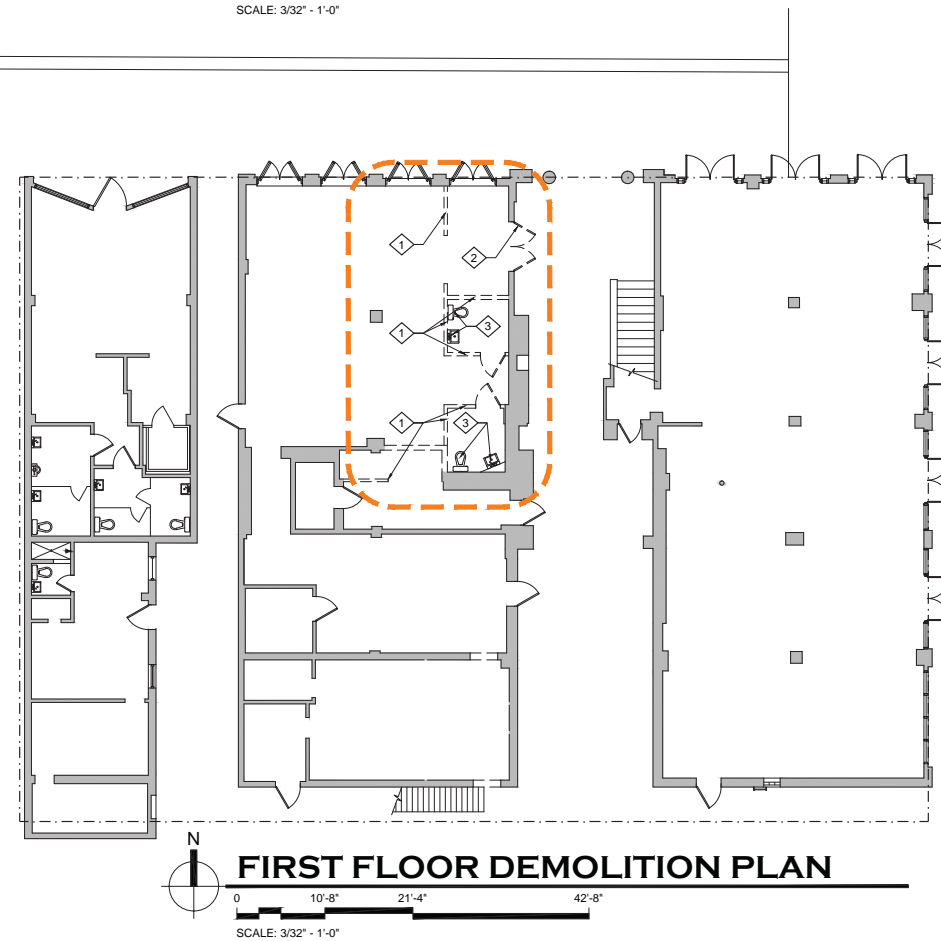 SCALE: 3/32" - 1'-0"
1
2
1
3
1
3
N
FIRST FLOOR DEMOLITION PLAN
0 10'-8" 21'-4" 42'-8"
SCALE: 3/32" - 1'-0"